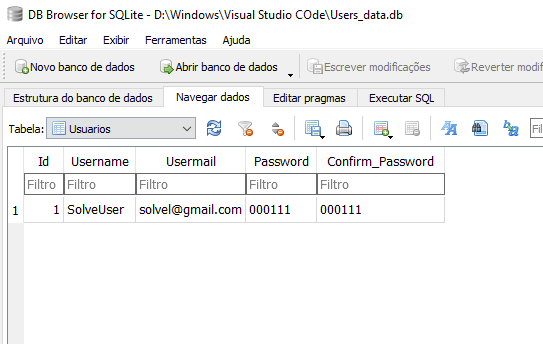 DB Browser for SQLite - D:\Windows\Visual Studio COde\Users_data.db
Arquivo Editar Exibir Ferramentas Ajuda
Novo banco de dados Abrir banco de dados Escrever modificações Reverter modif
Estrutura do banco de dados Navegar dados Editar pragmas Executar SQL
Tabela: Usuarios
Id Username Usermail Password Confirm_Password
Filtro Filtro Filtro Filtro Filtro
1 1 SolveUser solvel@gmail.com 000111 000111